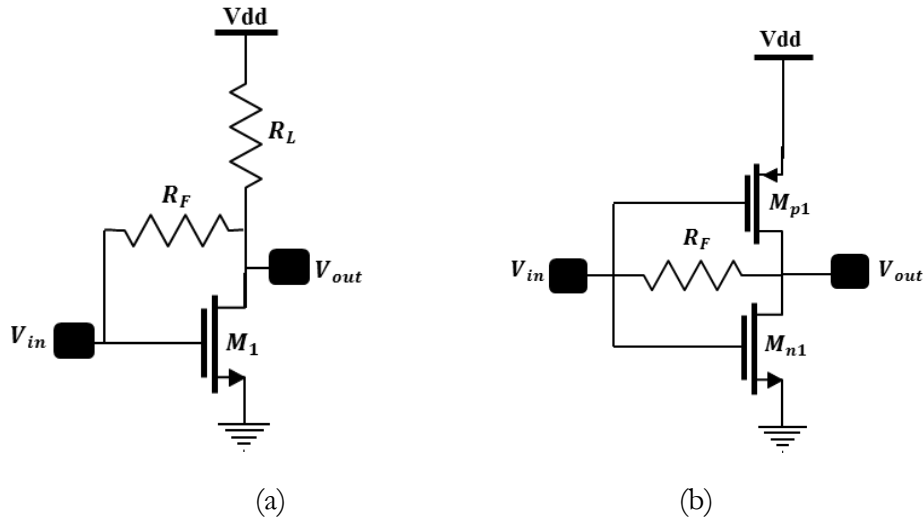 Vdd
R_L
R_F
V_out
V_in
M_1
(a)
Vdd
M_p1
R_F
V_in
V_out
M_n1
(b)